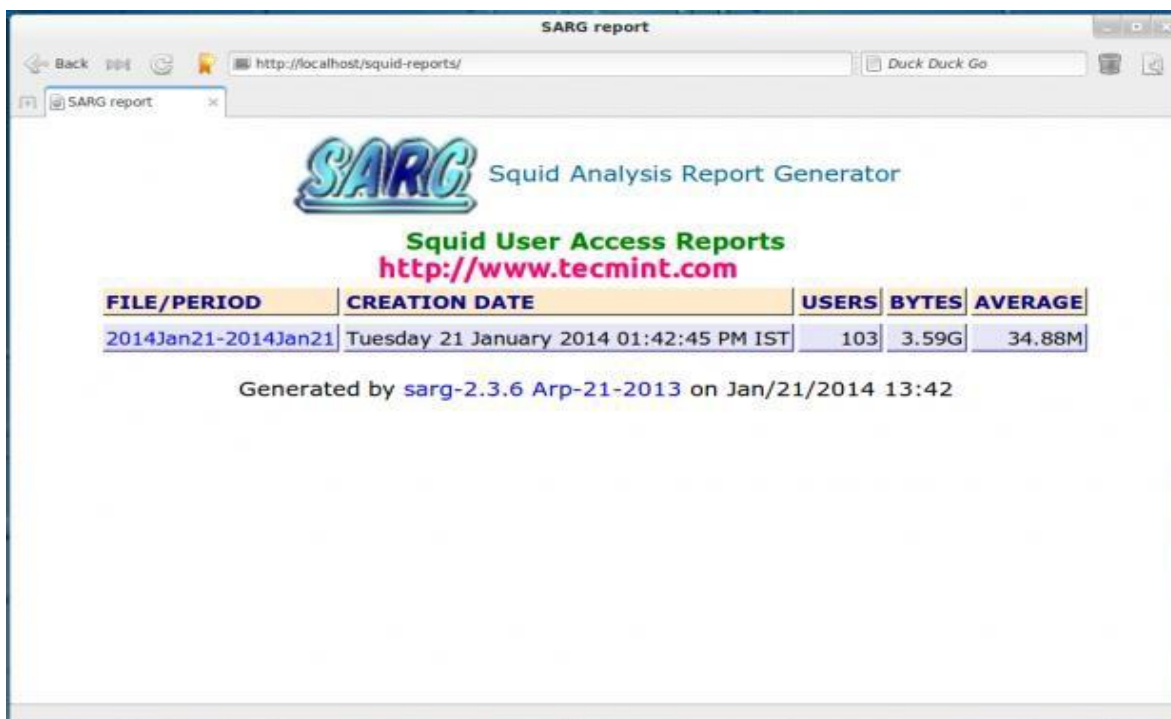 SARG report
Back
http://localhost/squid-reports/
Duck Duck Go
SARG report
SARG Squid Analysis Report Generator
Squid User Access Reports
http://www.tecmint.com
FILE/PERIOD CREATION DATE USERS BYTES AVERAGE
2014Jan21-2014Jan21 Tuesday 21 January 2014 01:42:45 PM IST 103 3.59G 34.88M
Generated by sarg-2.3.6 Arp-21-2013 on Jan/21/2014 13:42